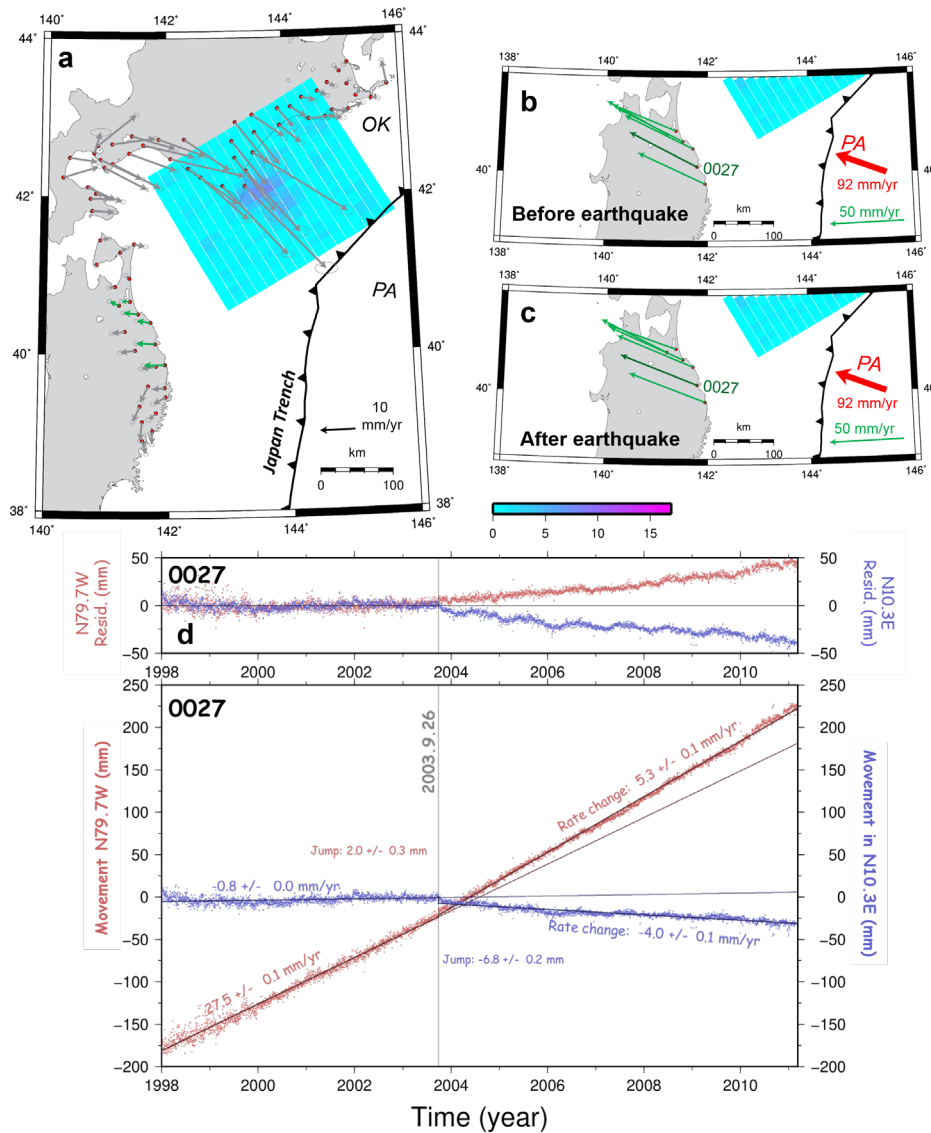 140° 142° 144° 146°
44°
44°
a
OK
42°
42°
PA
40°
40°
Japan Trench
10
mm/yr
km
0 100
38°
38°
140° 142° 144° 146°
138° 140° 142° 144° 146°
b
0027
PA
92 mm/yr
40°
40°
Before earthquake
km
0 100
50 mm/yr
138° 140° 142° 144° 146°
138° 140° 142° 144° 146°
c
0027
PA
92 mm/yr
40°
40°
After earthquake
km
0 100
50 mm/yr
138° 140° 142° 144° 146°
0 5 10 15
N79.7W
Resid. (mm)
50
0
−50
0027
d
50
0
−50
N10.3E
Resid. (mm)
1998 2000 2002 2004 2006 2008 2010
Movement N79.7W (mm)
250
200
150
100
50
0
−50
−100
−150
−200
0027
2003.9.26
Rate change: 5.3 +/− 0.1 mm/yr
Jump: 2.0 +/− 0.3 mm
-0.8 +/− 0.0 mm/yr
Rate change: -4.0 +/− 0.1 mm/yr
Jump: -6.8 +/− 0.2 mm
27.5 +/− 0.1 mm/yr
250
200
150
100
50
0
−50
−100
−150
−200
Movement in N10.3E (mm)
1998 2000 2002 2004 2006 2008 2010
Time (year)